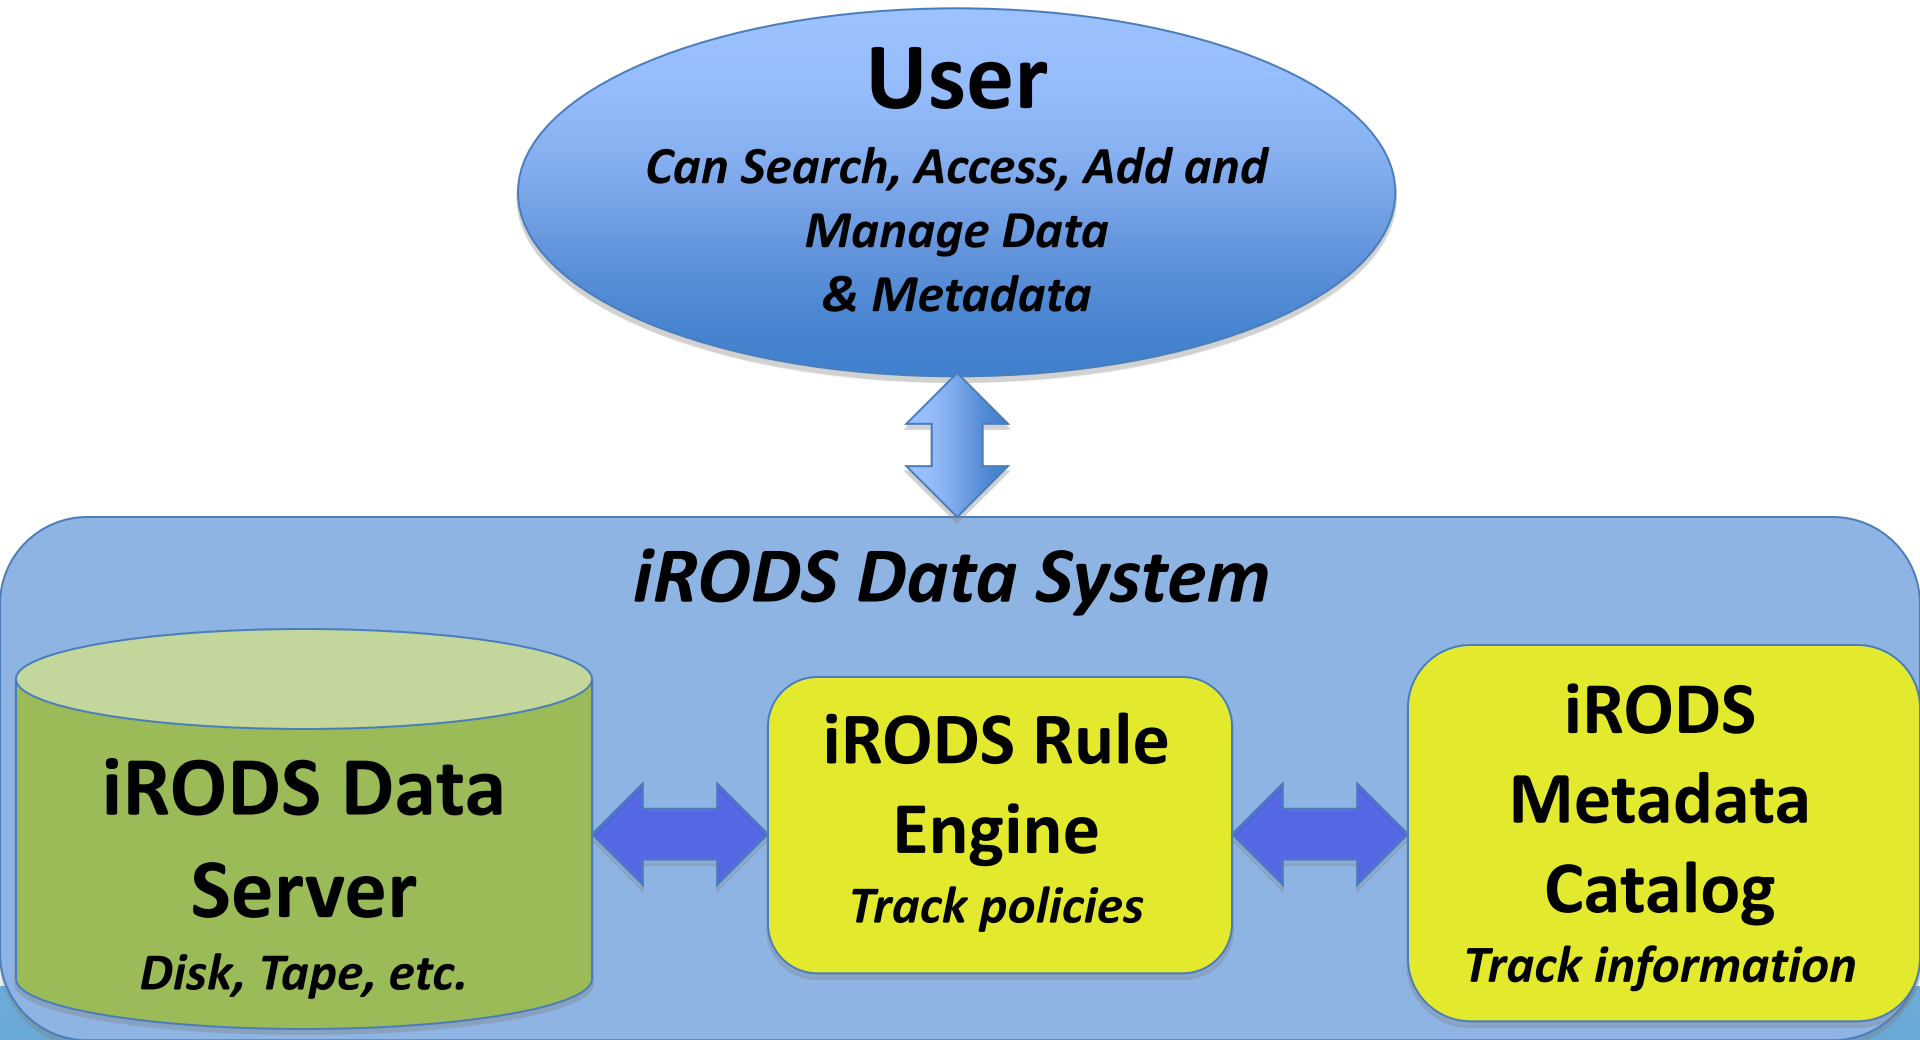 User
Can Search, Access, Add and
Manage Data
& Metadata
iRODS Data System
iRODS Data
Server
Disk, Tape, etc.
iRODS Rule
Engine
Track policies
iRODS
Metadata
Catalog
Track information